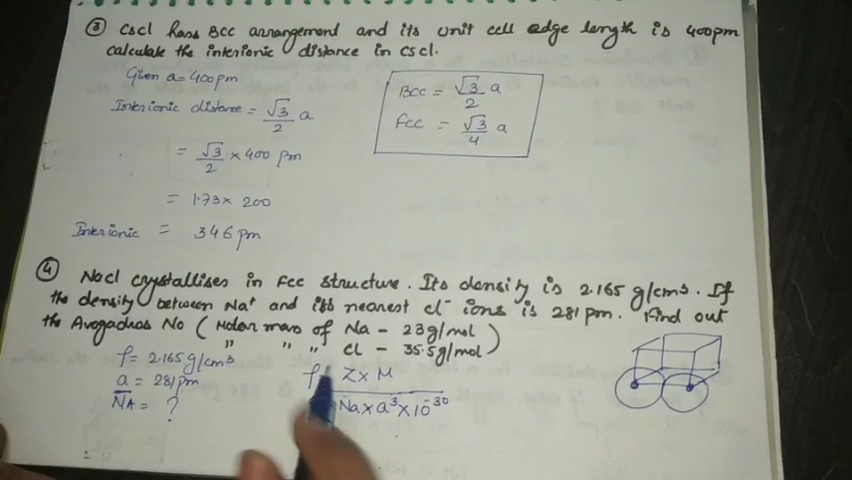 ③ CsCl has BCC arrangement and its unit cell edge length is 400pm
calculate the interionic distance in CsCl.
Given a = 400pm
Interionic distance = √3/2 a
= √3/2 × 400 pm
= 1.73 × 200
Interionic = 346 pm
BCC = √3/2 a
FCC = √3/4 a
④ NaCl crystallises in FCC structure. Its density is 2.165 g/cm³. If
the density between Na⁺ and its nearest Cl⁻ ions is 281 pm. Find out
the Avogadros No (Molar mass of Na - 23g/mol
" " " Cl - 35.5g/mol)
ρ = 2.165 g/cm³
a = 281 pm
NA = ?
ρ = Z × M
Na × a³ × 10⁻³⁰